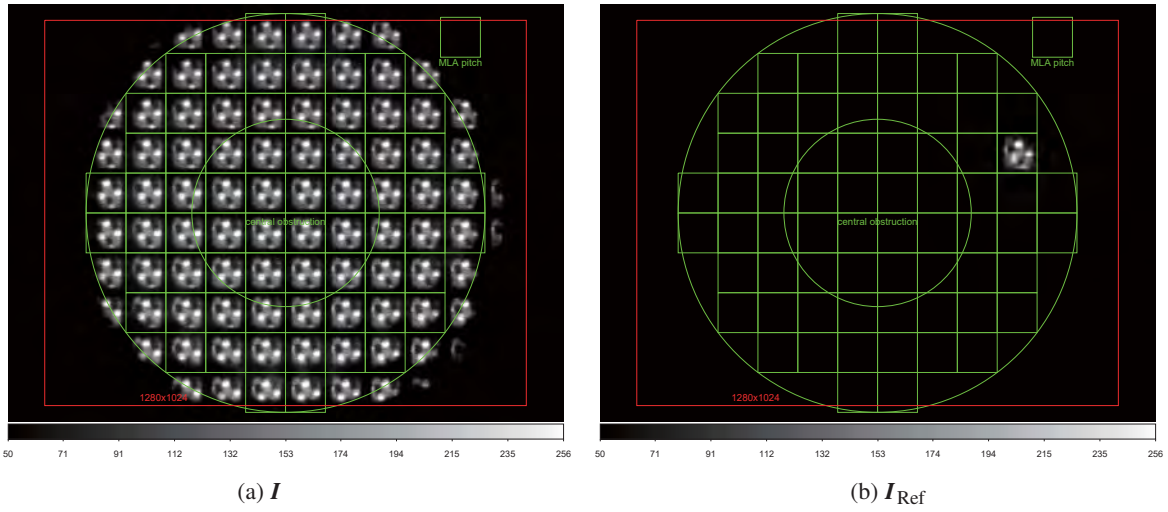 MLA pitch
central obstruction
1280x1024
50 71 91 112 132 153 174 194 215 235 256
(a) I
MLA pitch
central obstruction
1280x1024
50 71 91 112 132 153 174 194 215 235 256
(b) I_Ref